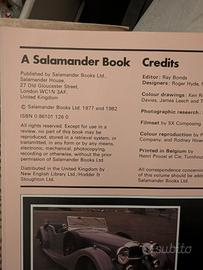 A Salamander Book
Published by Salamander Books Ltd.,
Salamander House,
27 Old Gloucester Street,
London WC1N 3AF,
United Kingdom
© Salamander Books Ltd. 1977 and 1982
ISBN 0 86101 126 0
All rights reserved. Except for use in a
review, no part of this book may be
reproduced, stored in a retrieval system, or
transmitted, in any form or by any means,
electronic, mechanical, photocopying,
recording or otherwise, without the prior
permission of Salamander Books Ltd
Distributed in the United Kingdom by
New English Library Ltd./Hodder &
Stoughton Ltd.
Credits
Editor: Ray Bonds
Designers: Roger Hyde,
Colour drawings: Ken
Davies, James Leech and
Photographic research:
Filmset by SX Composing
Colour reproduction by
Company, and Rodney
Printed in Belgium by
Henri Proost et Cie, Turnhout
All correspondence concerning
of this volume should be
Salamander Books Ltd.
subito